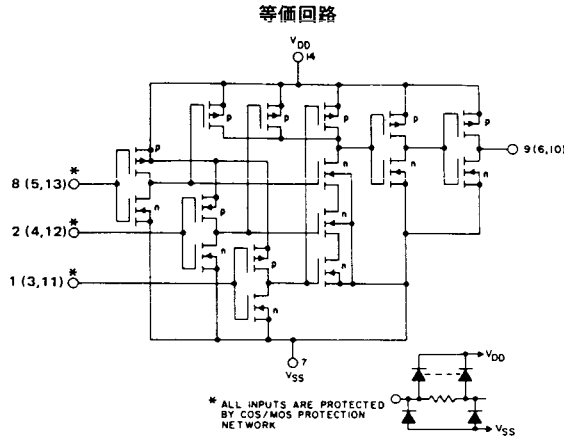 等価回路
VDD
14
p
p
p
p
p
p
9(6,10)
*
8(5,13)
n
n
n
n
p
*
2(4,12)
n
n
p
*
1(3,11)
n
n
7
VSS
VDD
* ALL INPUTS ARE PROTECTED
BY COS/MOS PROTECTION
NETWORK
VSS